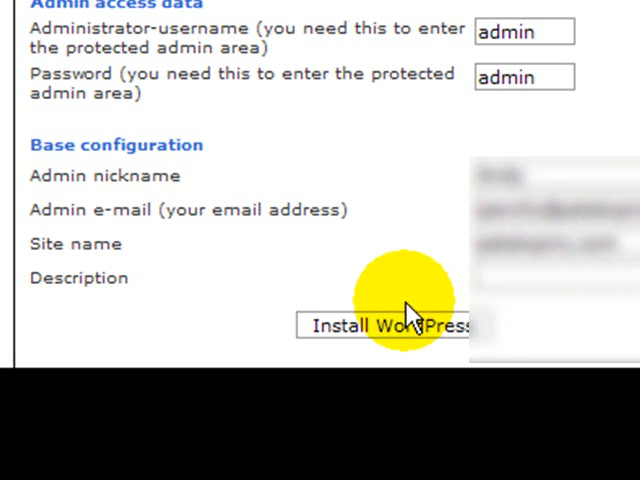 Admin access data
Administrator-username (you need this to enter admin
the protected admin area)
Password (you need this to enter the protected admin
admin area)
Base configuration
Admin nickname
Admin e-mail (your email address)
Site name
Description
Install WordPress